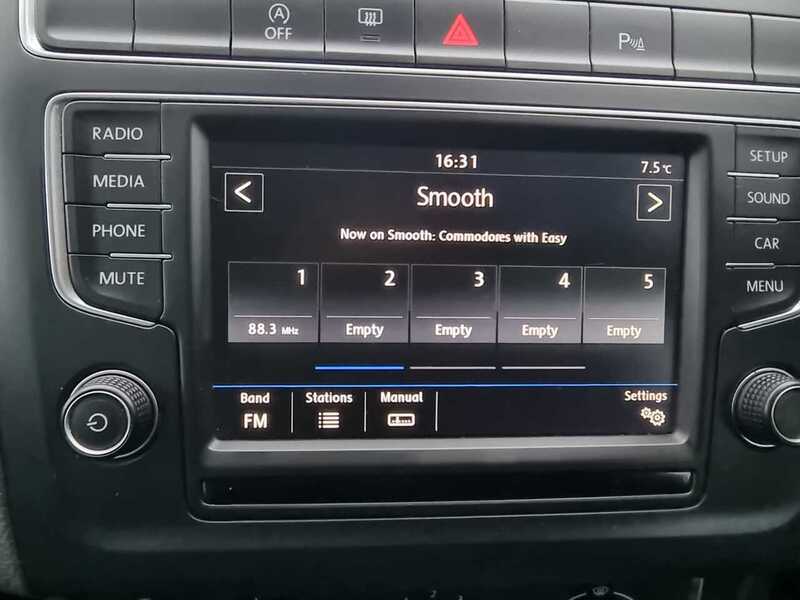 A
OFF
P
RADIO
MEDIA
PHONE
MUTE
16:31
7.5°C
Smooth
Now on Smooth: Commodores with Easy
1 2 3 4 5
88.3 MHz Empty Empty Empty Empty
Band Stations Manual Settings
FM
SETUP
SOUND
CAR
MENU